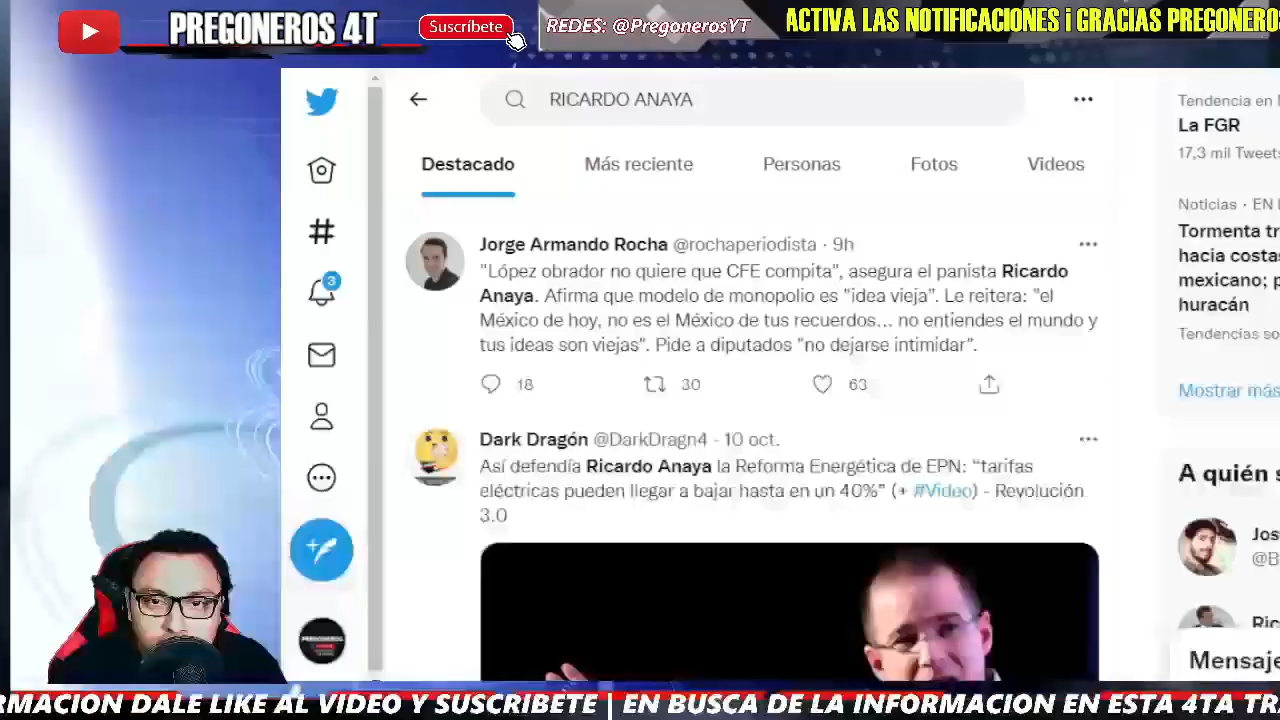 PREGONEROS 4T
Suscríbete
REDES: @PregonerosYT
ACTIVA LAS NOTIFICACIONES ¡ GRACIAS PREGONERO
RICARDO ANAYA
Destacado
Más reciente
Personas
Fotos
Videos
Jorge Armando Rocha @rochaperiodista · 9h
"López obrador no quiere que CFE compita", asegura el panista Ricardo
Anaya. Afirma que modelo de monopolio es "idea vieja". Le reitera: "el
México de hoy, no es el México de tus recuerdos... no entiendes el mundo y
tus ideas son viejas". Pide a diputados "no dejarse intimidar".
18
30
63
Dark Dragón @DarkDragn4 · 10 oct.
Así defendía Ricardo Anaya la Reforma Energética de EPN: "tarifas
eléctricas pueden llegar a bajar hasta en un 40%" (+ #Video) - Revolución
3.0
3
Tendencia en
La FGR
17,3 mil Tweets
Noticias · EN
Tormenta tr
hacia costas
mexicano; p
huracán
Tendencias so
Mostrar más
A quién s
Jos
@B
Ric
Mensaje
RMACION DALE LIKE AL VIDEO Y SUSCRIBETE | EN BUSCA DE LA INFORMACION EN ESTA 4TA TR